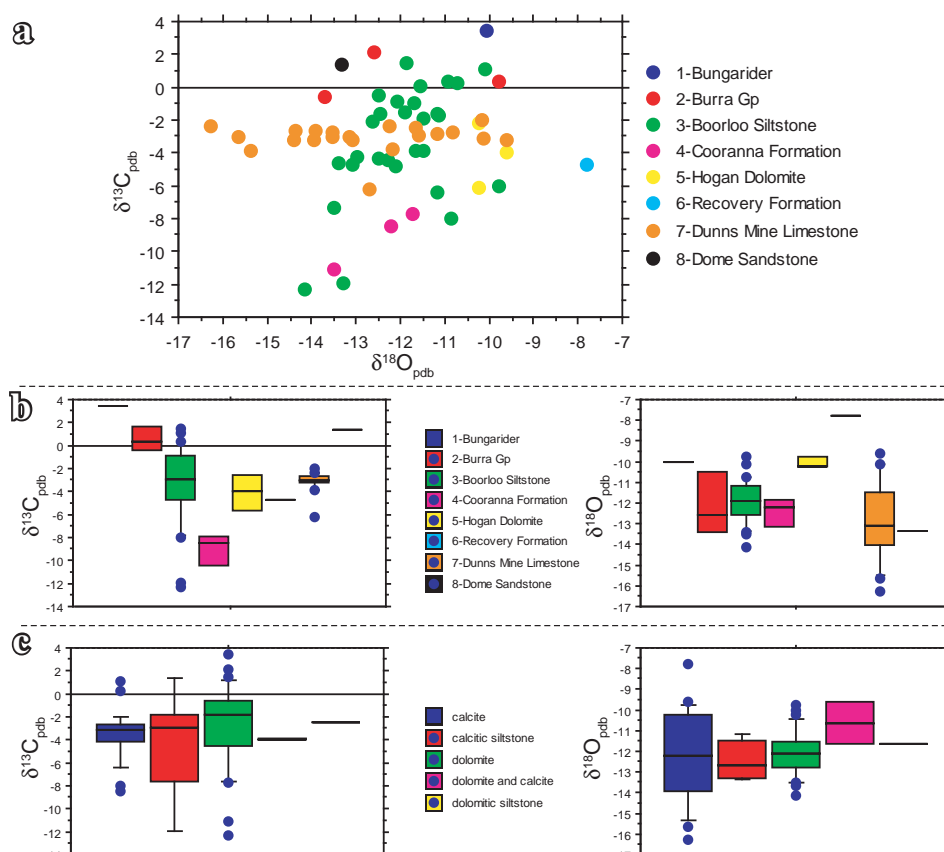 a
4
2
0
-2
-4
-6
-8
-10
-12
-14
δ13Cpdb
-17 -16 -15 -14 -13 -12 -11 -10 -9 -8 -7
δ18Opdb
1-Bungarider
2-Burra Gp
3-Boorloo Siltstone
4-Cooranna Formation
5-Hogan Dolomite
6-Recovery Formation
7-Dunns Mine Limestone
8-Dome Sandstone
b
4
2
0
-2
-4
-6
-8
-10
-12
-14
δ13Cpdb
1-Bungarider
2-Burra Gp
3-Boorloo Siltstone
4-Cooranna Formation
5-Hogan Dolomite
6-Recovery Formation
7-Dunns Mine Limestone
8-Dome Sandstone
-7
-8
-10
-12
-13
-14
-16
-17
δ18Opdb
c
4
2
0
-2
-4
-6
-8
-10
-12
δ13Cpdb
calcite
calcitic siltstone
dolomite
dolomite and calcite
dolomitic siltstone
-7
-8
-9
-10
-11
-12
-13
-14
-15
-16
δ18Opdb